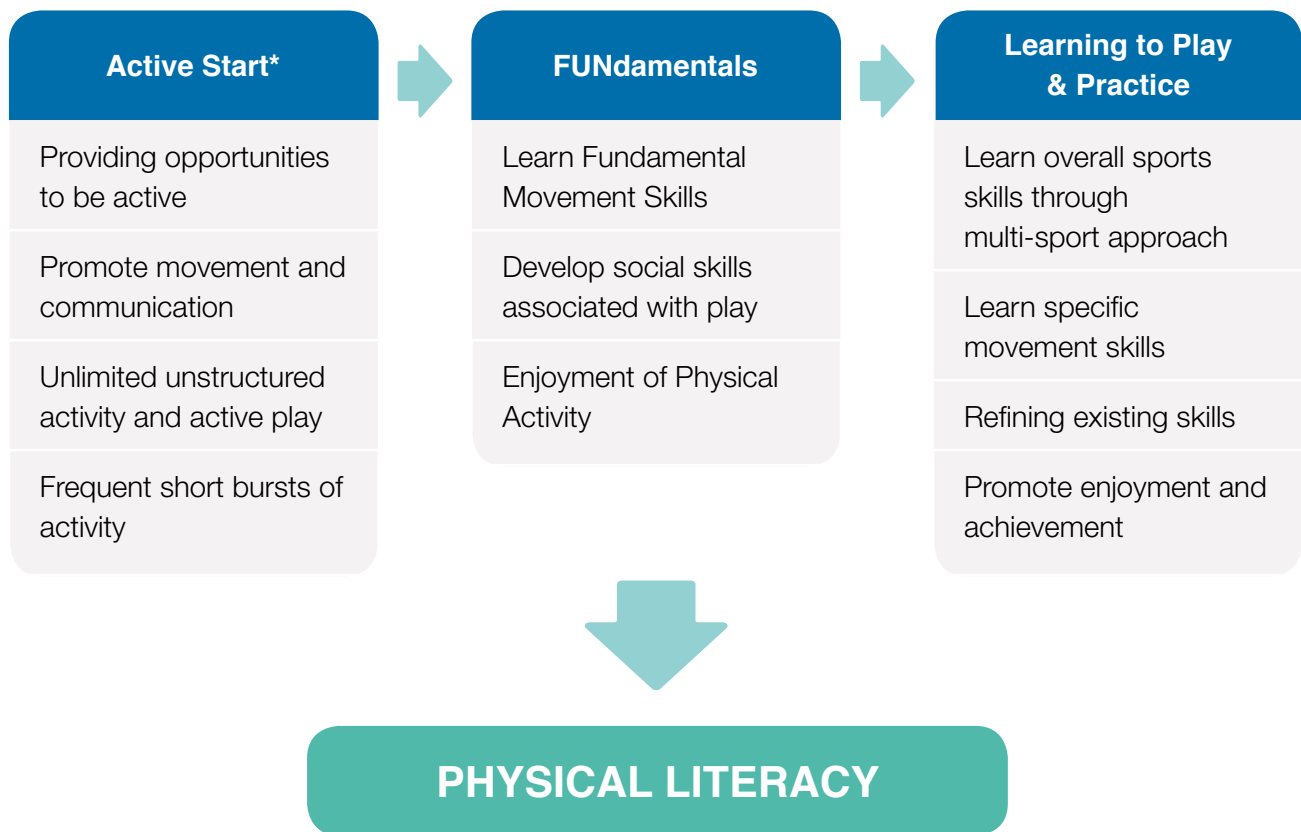 Active Start*
Providing opportunities
to be active
Promote movement and
communication
Unlimited unstructured
activity and active play
Frequent short bursts of
activity
FUNdamentals
Learn Fundamental
Movement Skills
Develop social skills
associated with play
Enjoyment of Physical
Activity
Learning to Play
& Practice
Learn overall sports
skills through
multi-sport approach
Learn specific
movement skills
Refining existing skills
Promote enjoyment and
achievement
PHYSICAL LITERACY